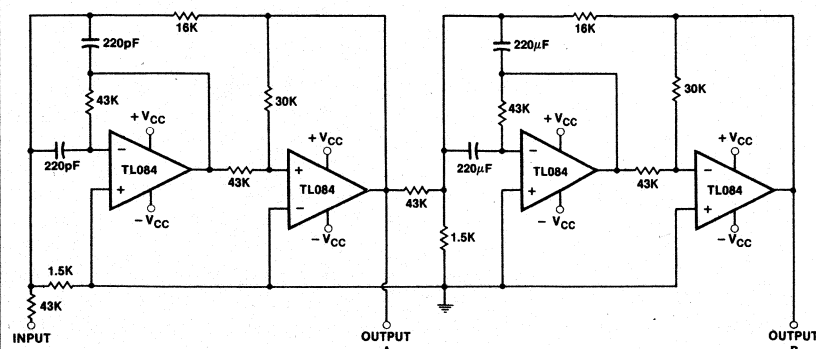 16K
220pF
43K
30K
+ VCC
− TL084 +
− VCC
220pF
43K
+ VCC
+ TL084 −
− VCC
43K
1.5K
43K
INPUT
OUTPUT
16K
220μF
43K
30K
+ VCC
− TL084 +
− VCC
220μF
43K
+ VCC
− TL084 +
− VCC
1.5K
OUTPUT